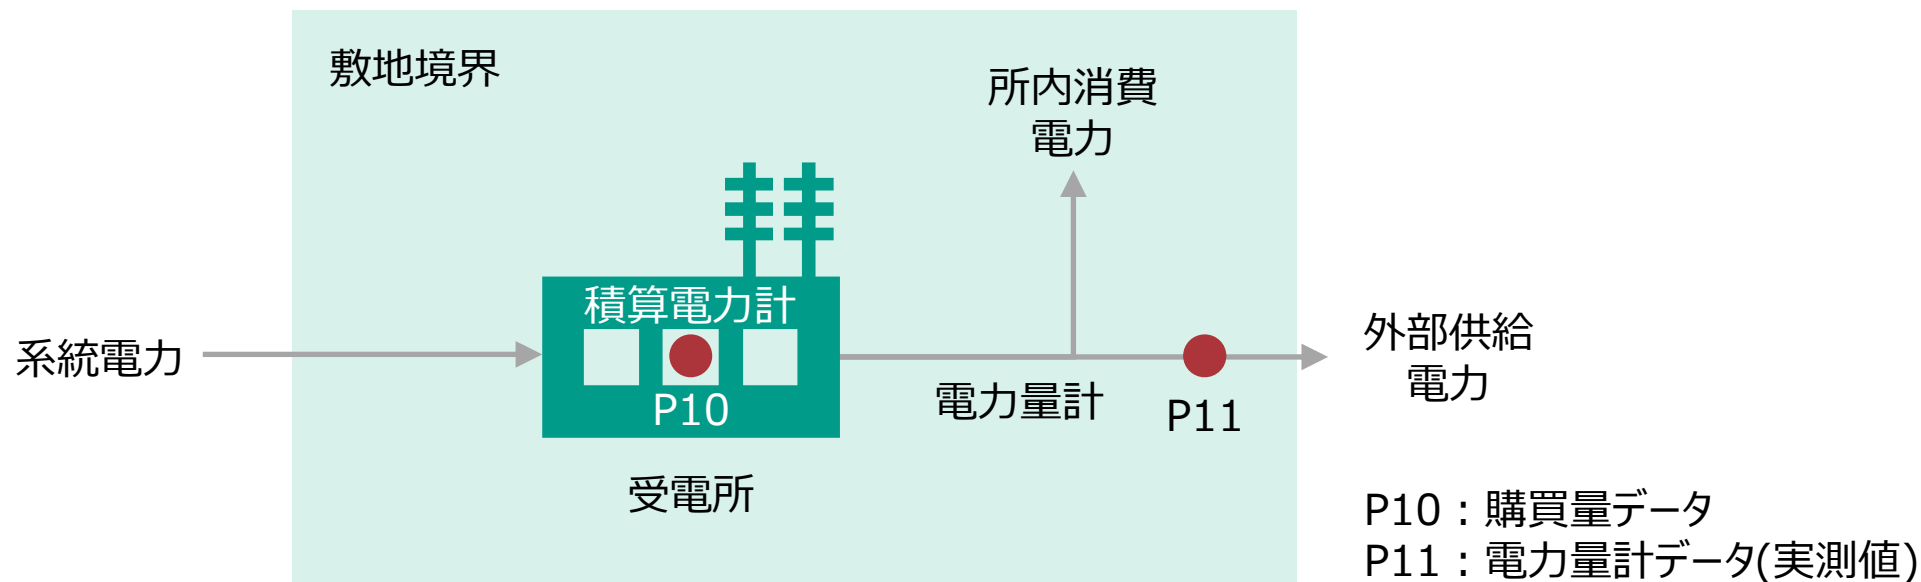 敷地境界
所内消費
電力
積算電力計
系統電力
P10
電力量計
P11
外部供給
電力
受電所
P10：購買量データ
P11：電力量計データ(実測値)